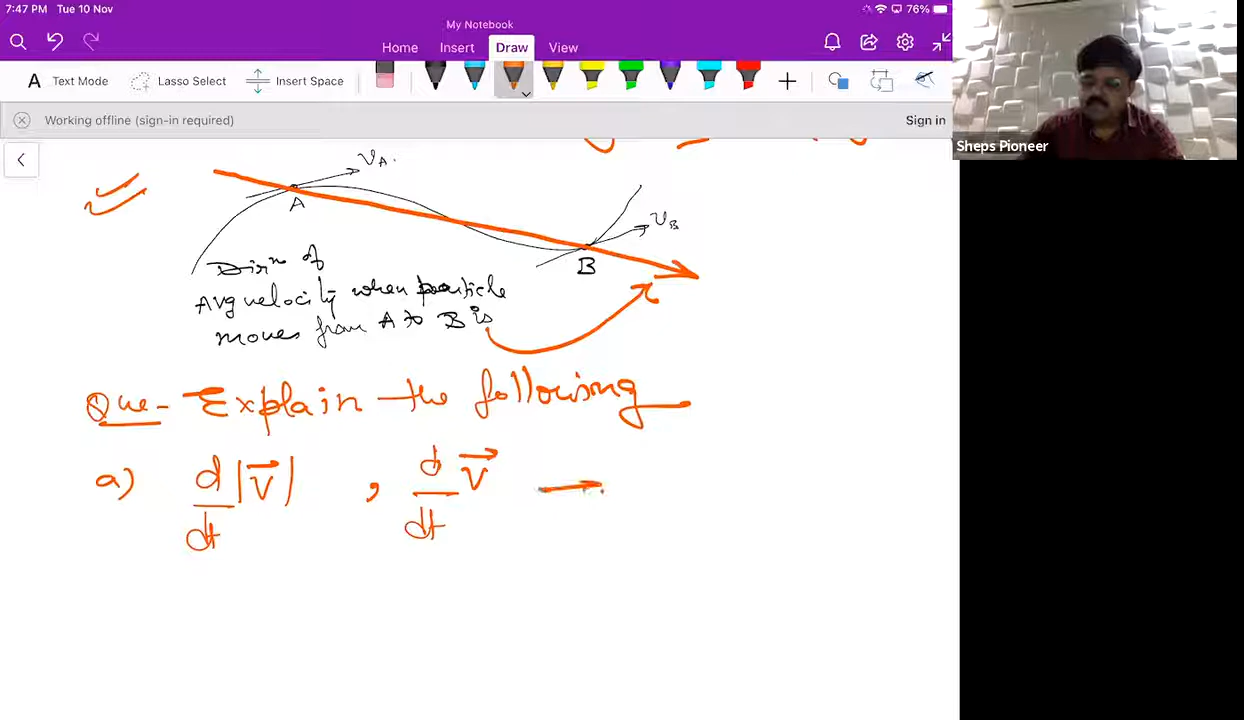 7:47 PM Tue 10 Nov
76%
My Notebook
Home Insert Draw View
A Text Mode Lasso Select Insert Space
Working offline (sign-in required)
Sign in
Sheps Pioneer
VA
A
VB
B
Dirn of
Avg velocity when particle
moves from A to B is
Que- Explain the following
a) d/dt |V⃗| , d/dt V⃗